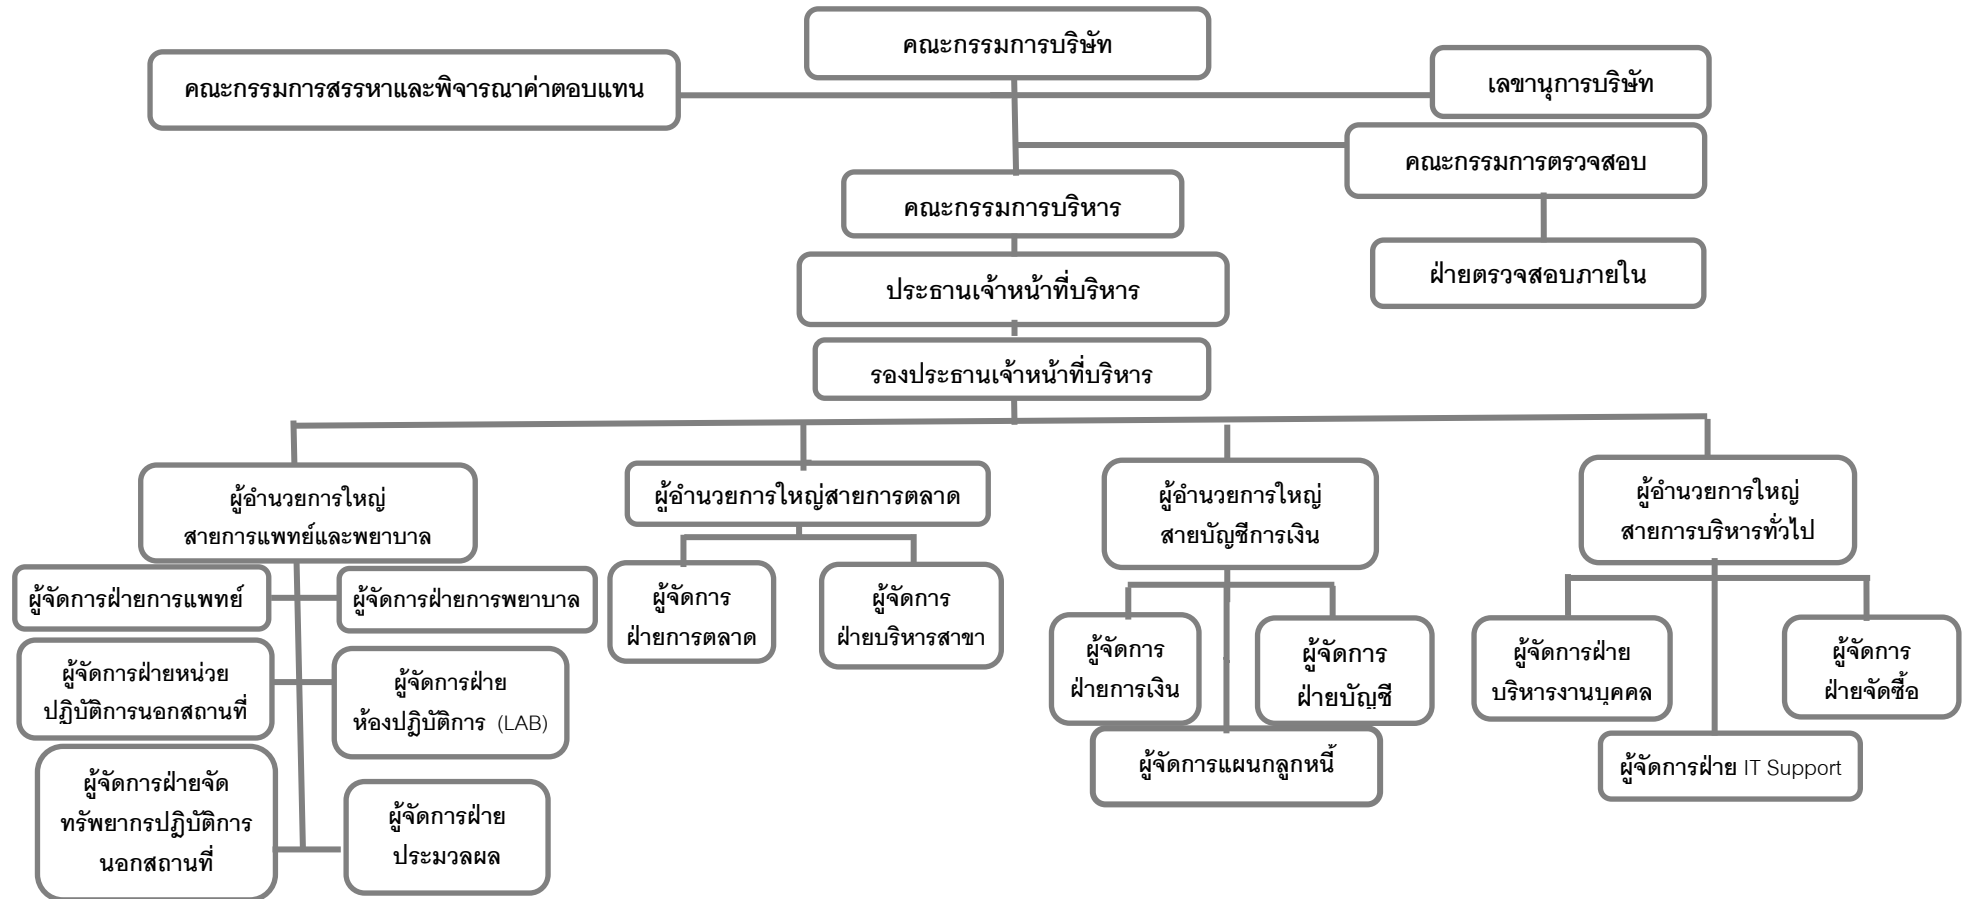 คณะกรรมการบริษัท
คณะกรรมการสรรหาและพิจารณาค่าตอบแทน
เลขานุการบริษัท
คณะกรรมการตรวจสอบ
คณะกรรมการบริหาร
ฝ่ายตรวจสอบภายใน
ประธานเจ้าหน้าที่บริหาร
รองประธานเจ้าหน้าที่บริหาร
ผู้อำนวยการใหญ่
สายการแพทย์และพยาบาล
ผู้อำนวยการใหญ่สายการตลาด
ผู้อำนวยการใหญ่
สายบัญชีการเงิน
ผู้อำนวยการใหญ่
สายการบริหารทั่วไป
ผู้จัดการฝ่ายการแพทย์
ผู้จัดการฝ่ายการพยาบาล
ผู้จัดการฝ่ายหน่วย
ปฏิบัติการนอกสถานที่
ผู้จัดการฝ่าย
ห้องปฏิบัติการ (LAB)
ผู้จัดการฝ่ายจัด
ทรัพยากรปฏิบัติการ
นอกสถานที่
ผู้จัดการฝ่าย
ประมวลผล
ผู้จัดการ
ฝ่ายการตลาด
ผู้จัดการ
ฝ่ายบริหารสาขา
ผู้จัดการ
ฝ่ายการเงิน
ผู้จัดการ
ฝ่ายบัญชี
ผู้จัดการแผนกลูกหนี้
ผู้จัดการฝ่าย
บริหารงานบุคคล
ผู้จัดการ
ฝ่ายจัดซื้อ
ผู้จัดการฝ่าย IT Support